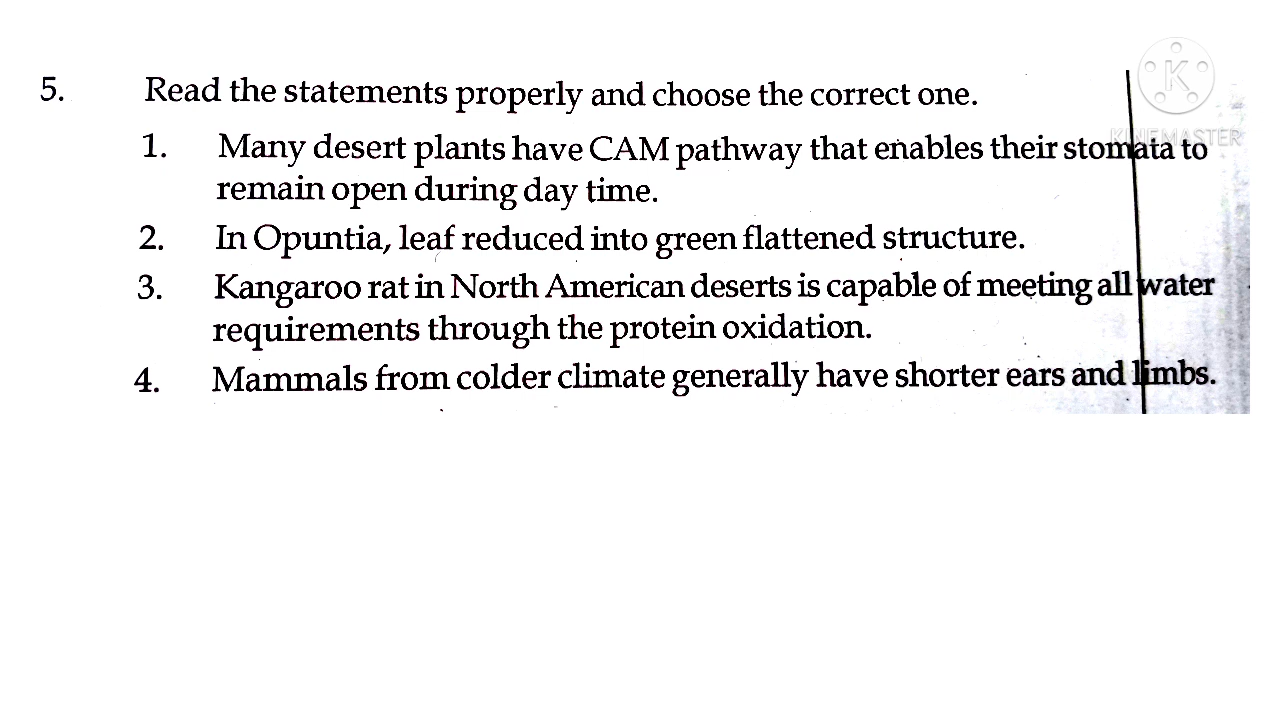 5. Read the statements properly and choose the correct one.
1. Many desert plants have CAM pathway that enables their stomata to
remain open during day time.
2. In Opuntia, leaf reduced into green flattened structure.
3. Kangaroo rat in North American deserts is capable of meeting all water
requirements through the protein oxidation.
4. Mammals from colder climate generally have shorter ears and limbs.
K
KINEMASTER